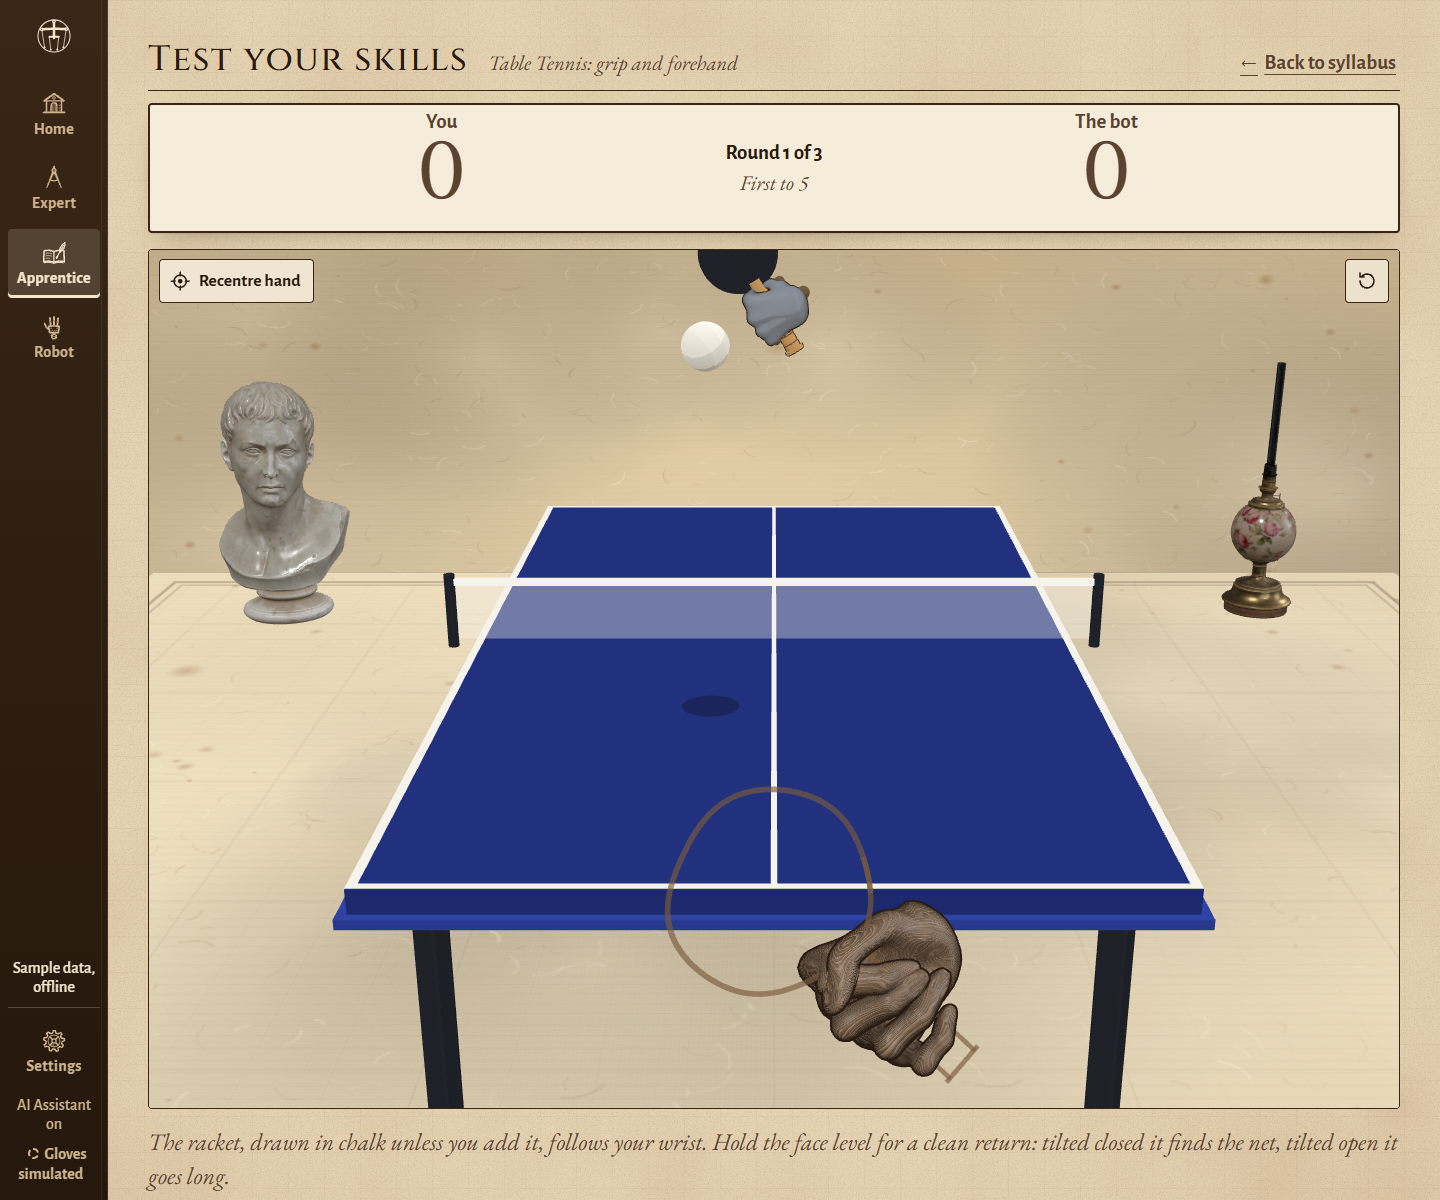 Test your skills
Table Tennis: grip and forehand
← Back to syllabus
Home
Expert
Apprentice
Robot
Sample data,
offline
Settings
AI Assistant
on
Gloves
simulated
You
0
Round 1 of 3
First to 5
The bot
0
Recentre hand
The racket, drawn in chalk unless you add it, follows your wrist. Hold the face level for a clean return: tilted closed it finds the net, tilted open it
goes long.